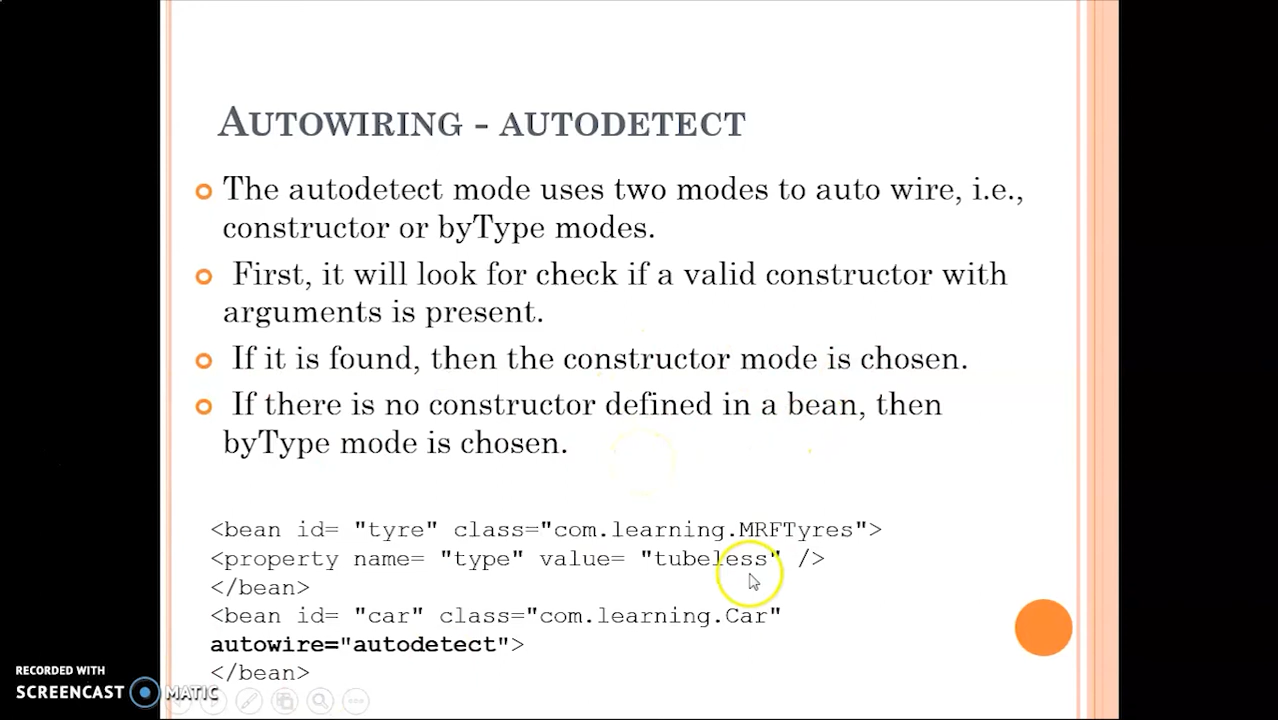 AUTOWIRING - AUTODETECT
The autodetect mode uses two modes to auto wire, i.e.,
constructor or byType modes.
First, it will look for check if a valid constructor with
arguments is present.
If it is found, then the constructor mode is chosen.
If there is no constructor defined in a bean, then
byType mode is chosen.
<bean id= "tyre" class="com.learning.MRFTyres">
<property name= "type" value= "tubeless" />
</bean>
<bean id= "car" class="com.learning.Car"
autowire="autodetect">
</bean>
RECORDED WITH
SCREENCAST MATIC